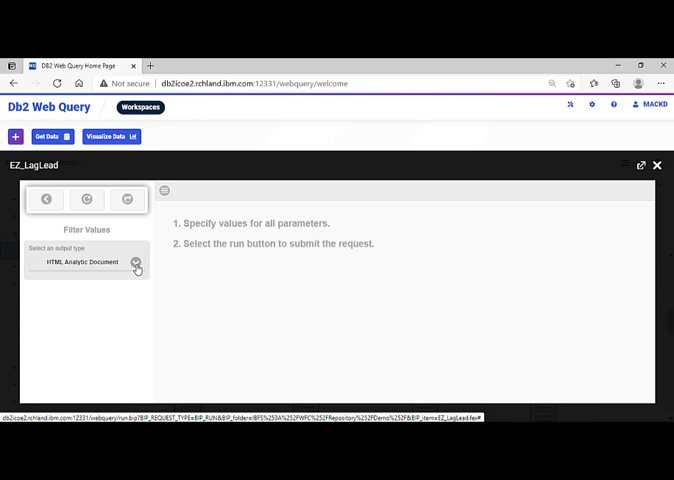 Db2 Web Query Home Page
Not secure | db2icoe2.rchland.ibm.com:12331/webquery/welcome
Db2 Web Query
Workspaces
MACKD
Get Data
Visualize Data
EZ_LagLead
1. Specify values for all parameters.
Filter Values
2. Select the run button to submit the request.
Select an output type
HTML Analytic Document
db2icoe2.rchland.ibm.com:12331/webquery/run.bip?BIP_REQUEST_TYPE=BIP_RUN&BIP_folder=IBFS%253A%252FWFC%252FRepository%252FDemo%252F&BIP_item=EZ_LagLead.fex#